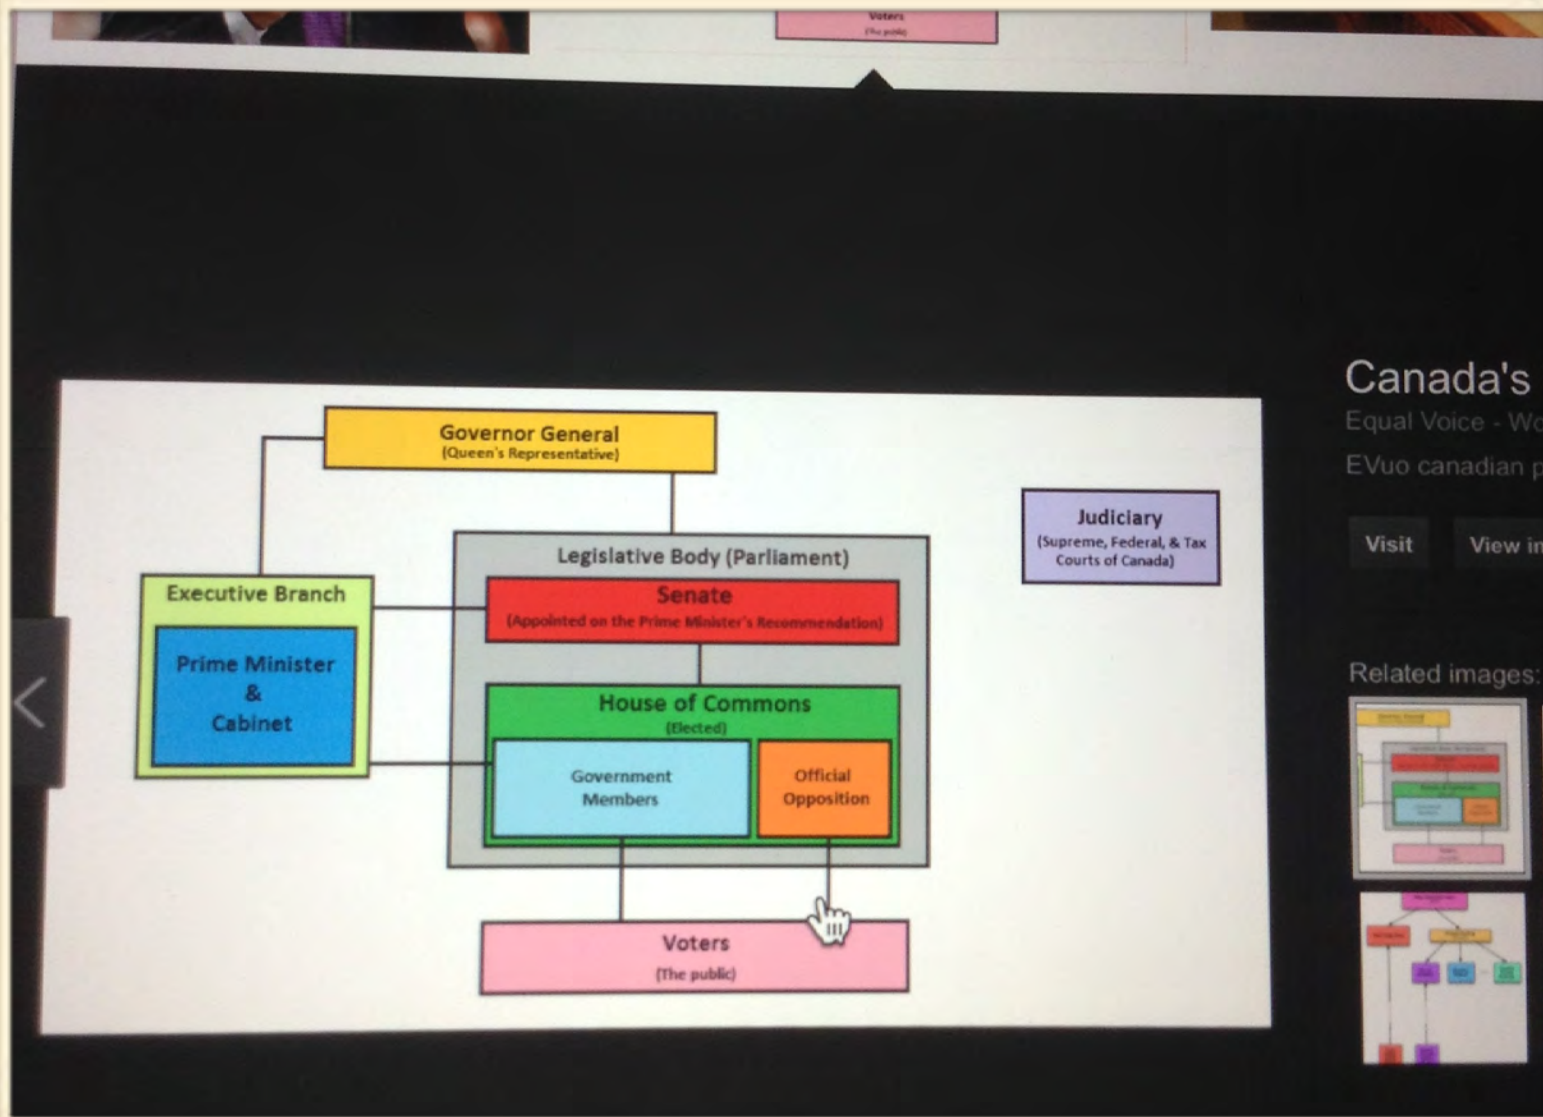 Voters
(The public)
Governor General
(Queen's Representative)
Judiciary
(Supreme, Federal, & Tax
Courts of Canada)
Legislative Body (Parliament)
Executive Branch
Prime Minister
&
Cabinet
Senate
(Appointed on the Prime Minister's Recommendation)
House of Commons
(Elected)
Government
Members
Official
Opposition
Voters
(The public)
Canada's
Equal Voice - Wo
EVuo canadian p
Visit
View in
Related images: